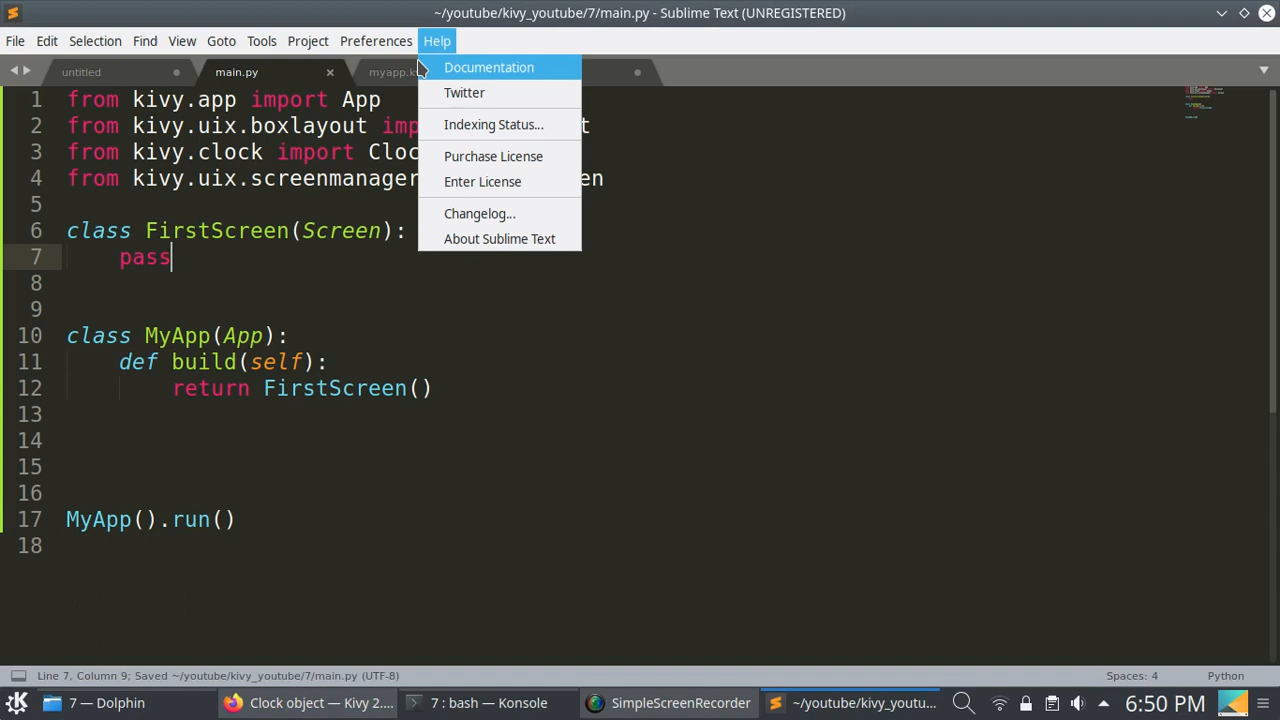 ~/youtube/kivy_youtube/7/main.py - Sublime Text (UNREGISTERED)
File Edit Selection Find View Goto Tools Project Preferences Help
untitled main.py
Documentation
Twitter
Indexing Status...
Purchase License
Enter License
Changelog...
About Sublime Text
1 from kivy.app import App
2 from kivy.uix.boxlayout
3 from kivy.clock import
4 from kivy.uix.screenmanager
5
6 class FirstScreen(Screen):
7 pass
8
9
10 class MyApp(App):
11 def build(self):
12 return FirstScreen()
13
14
15
16
17 MyApp().run()
18
Line 7, Column 9; Saved ~/youtube/kivy_youtube/7/main.py (UTF-8) Spaces: 4 Python
7 — Dolphin Clock object — Kivy 2.... 7 : bash — Konsole SimpleScreenRecorder ~/youtube/kivy_youtu... 6:50 PM